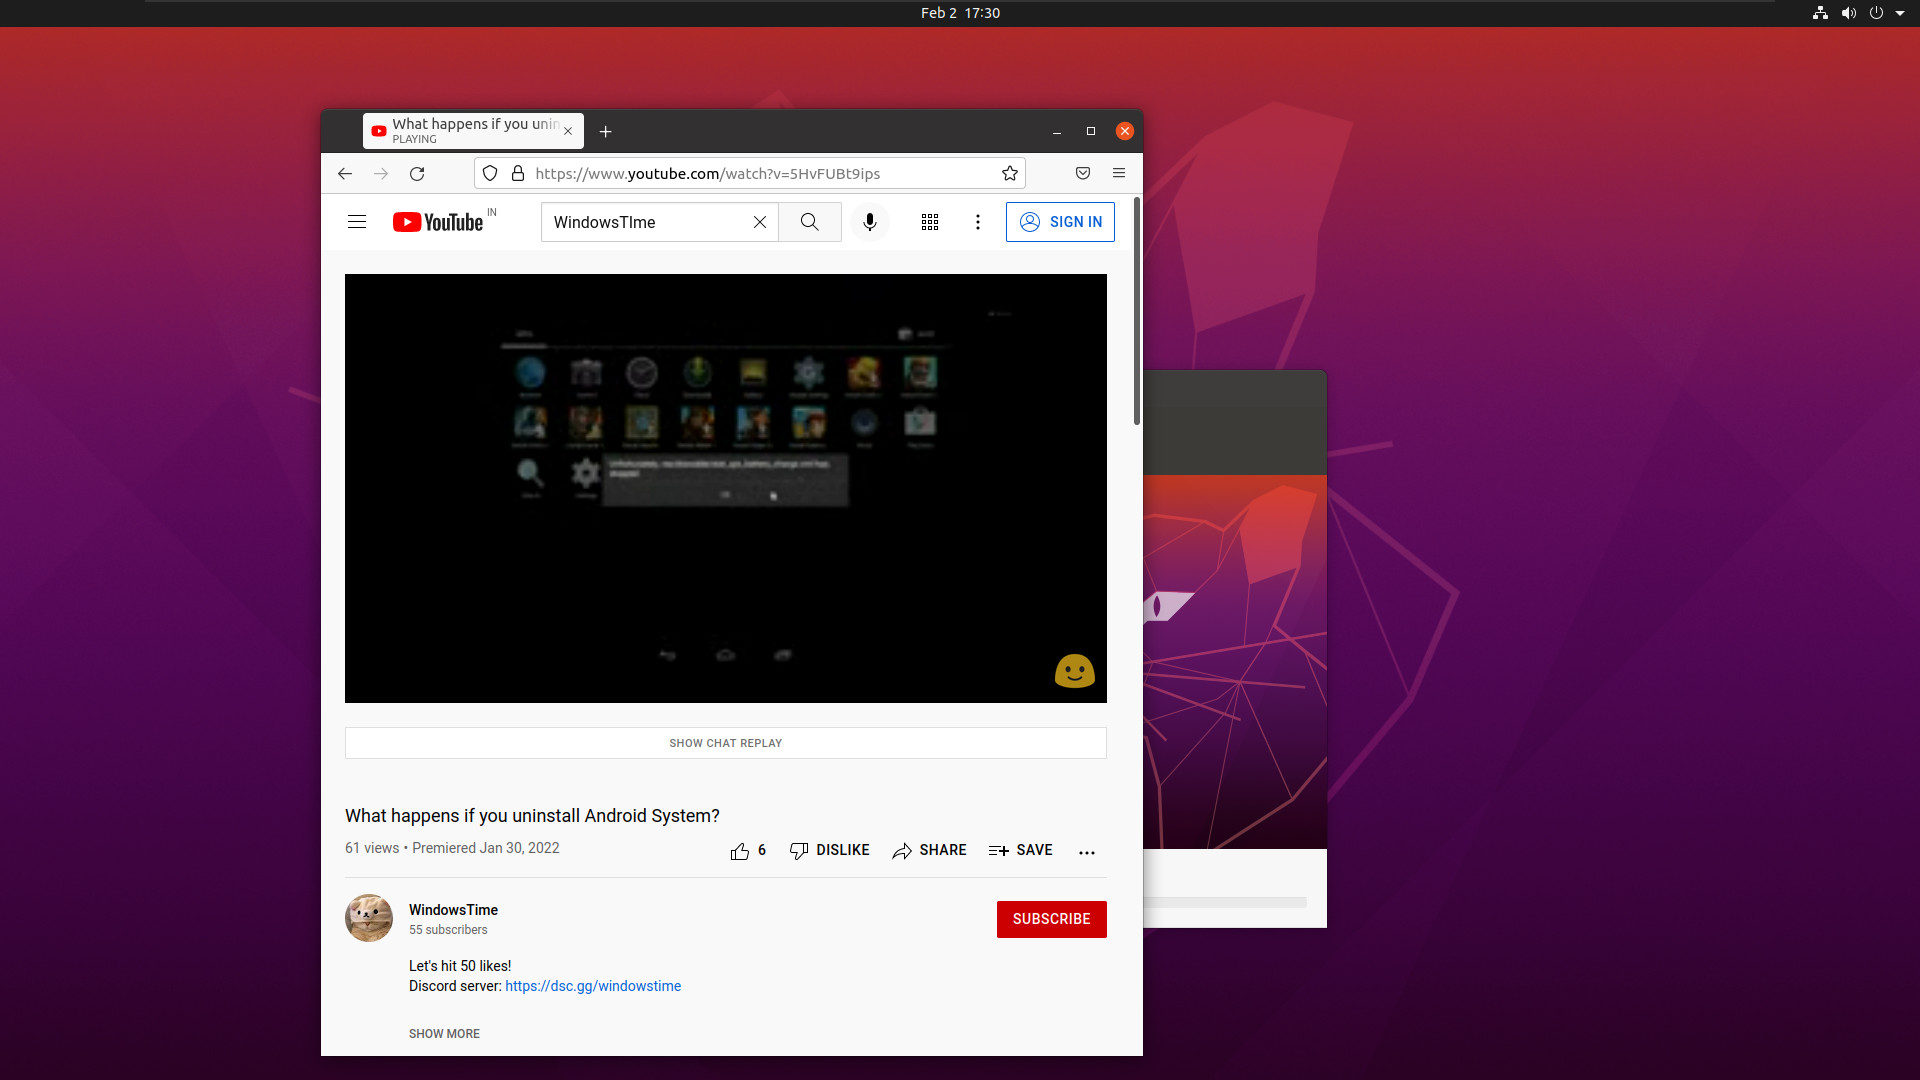 Feb 2  17:30
What happens if you unin
PLAYING
https://www.youtube.com/watch?v=5HvFUBt9ips
YouTube IN
WindowsTIme
SIGN IN
SHOW CHAT REPLAY
What happens if you uninstall Android System?
61 views • Premiered Jan 30, 2022
6 DISLIKE SHARE SAVE
WindowsTime
55 subscribers
SUBSCRIBE
Let's hit 50 likes!
Discord server: https://dsc.gg/windowstime
SHOW MORE